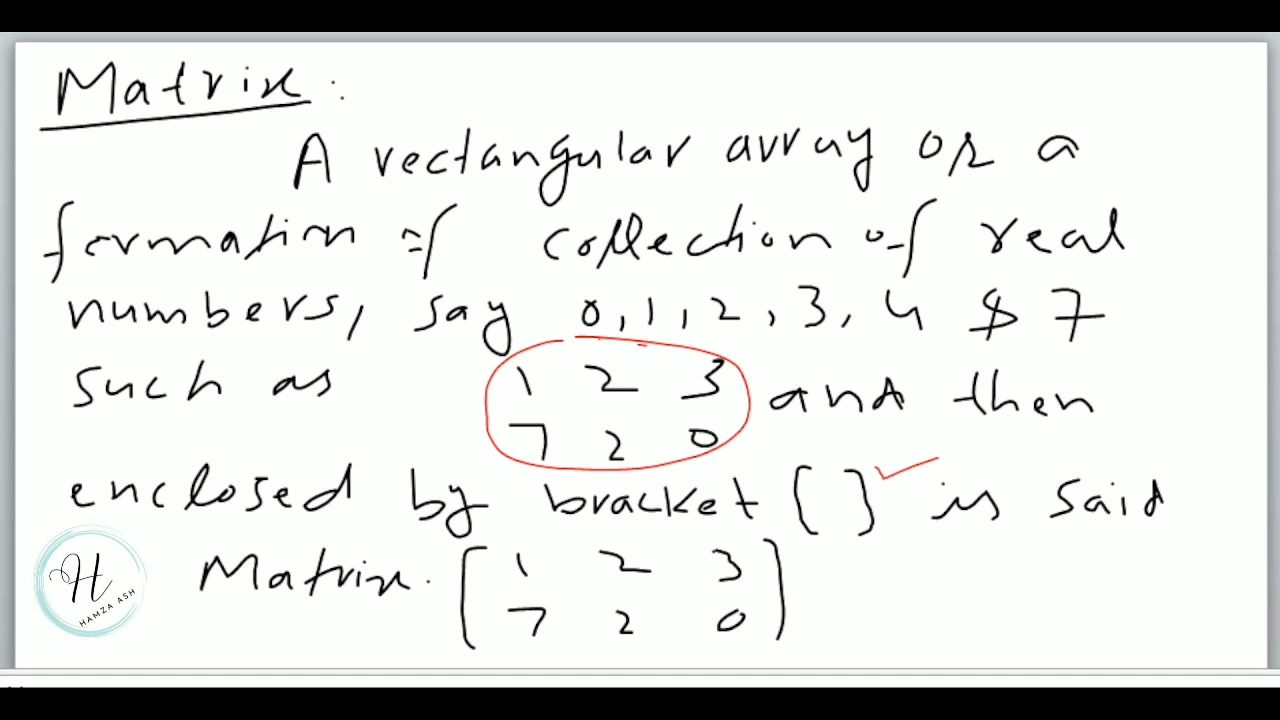 Matrix:
A rectangular array or a
formation of collection of real
numbers, say 0, 1, 2, 3, 4 & 7
such as 1 2 3 and then
7 2 0
enclosed by bracket [ ] is said
Matrix. [ 1 2 3 ]
7 2 0
H
HAMZA ASH